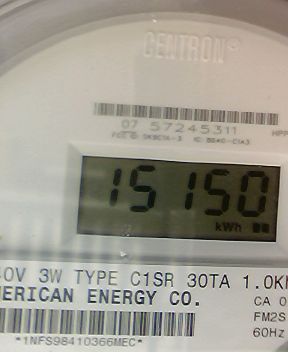 CENTRON®
07 57245311
15150
kWh
0V 3W TYPE C1SR 30TA 1.0K
ERICAN ENERGY CO. CA 0
FM2S
60Hz
*1NFS98410366MEC*